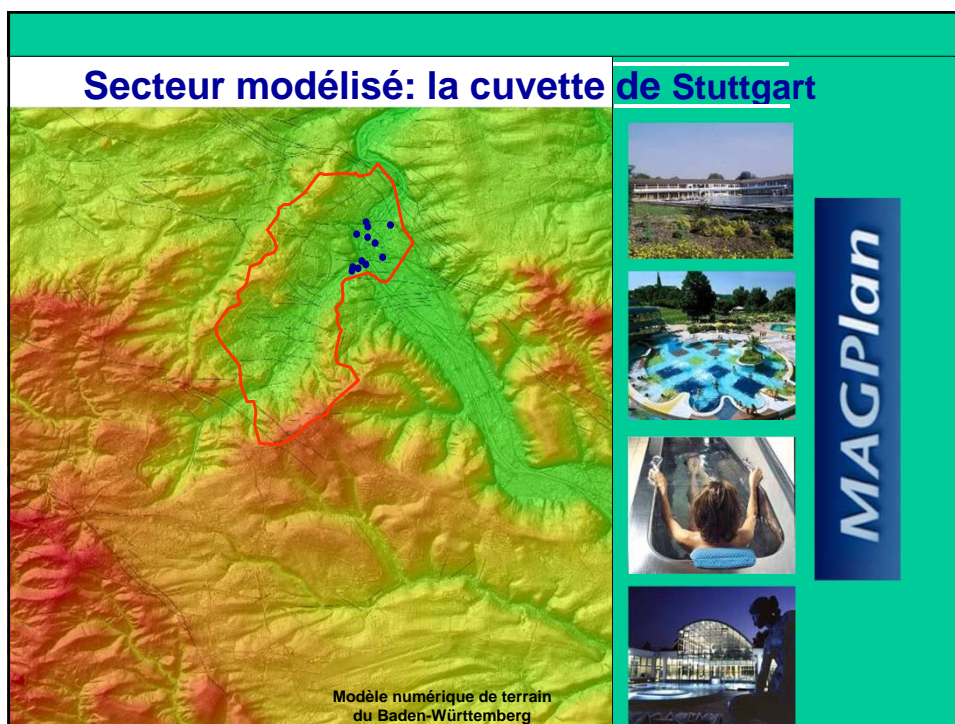 Secteur modélisé: la cuvette de Stuttgart
MAGPlan
Modèle numérique de terrain
du Baden-Württemberg